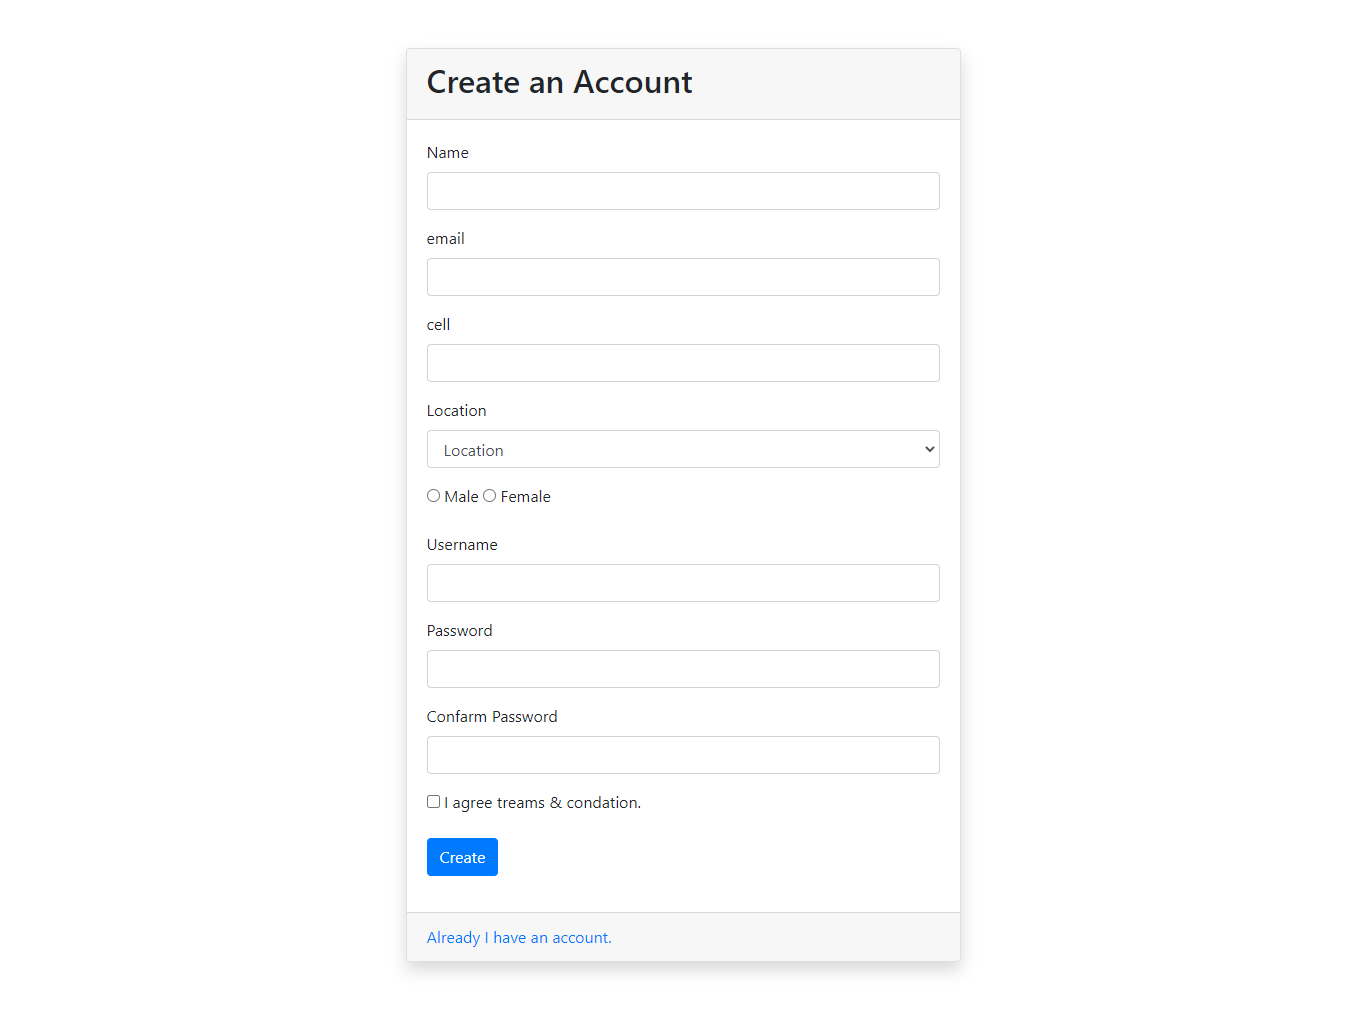 Create an Account
Name
email
cell
Location
Location
Male Female
Username
Password
Confarm Password
I agree treams & condation.
Create
Already I have an account.